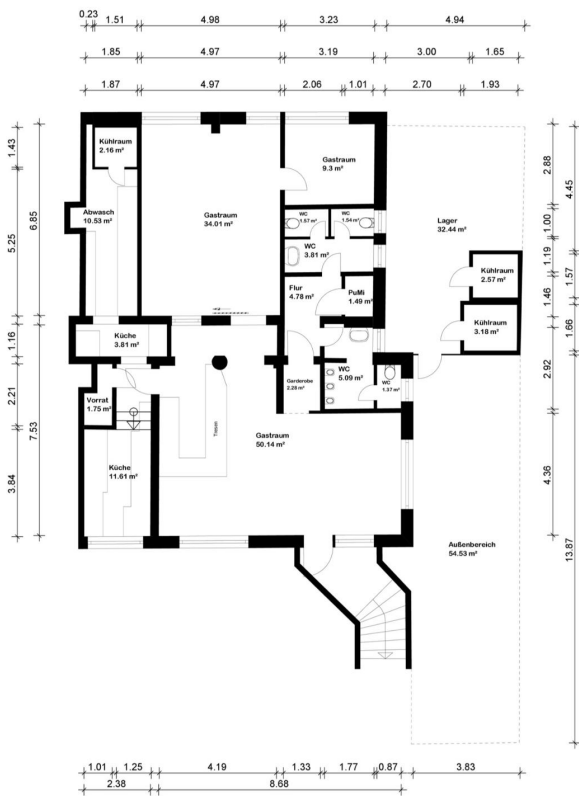 0.23 1.51 4.98 3.23 4.94
1.85 4.97 3.19 3.00 1.65
1.87 4.97 2.06 1.01 2.70 1.93
1.43
5.25
1.16
2.21
3.84
6.85
7.53
Kühlraum
2.16 m²
Abwasch
10.53 m²
Gastraum
34.01 m²
Gastraum
9.3 m²
WC
1.57 m²
WC
1.54 m²
WC
3.81 m²
Flur
4.78 m²
PuMi
1.49 m²
Lager
32.44 m²
Kühlraum
2.57 m²
Kühlraum
3.18 m²
Küche
3.81 m²
Vorrat
1.75 m²
Garderobe
2.28 m²
WC
5.09 m²
WC
1.37 m²
Tresen
Gastraum
50.14 m²
Küche
11.61 m²
Außenbereich
54.53 m²
2.88
1.00
1.19
1.46
2.92
4.36
4.45
1.57
1.66
13.87
1.01 1.25 4.19 1.33 1.77 0.87 3.83
2.38 8.68